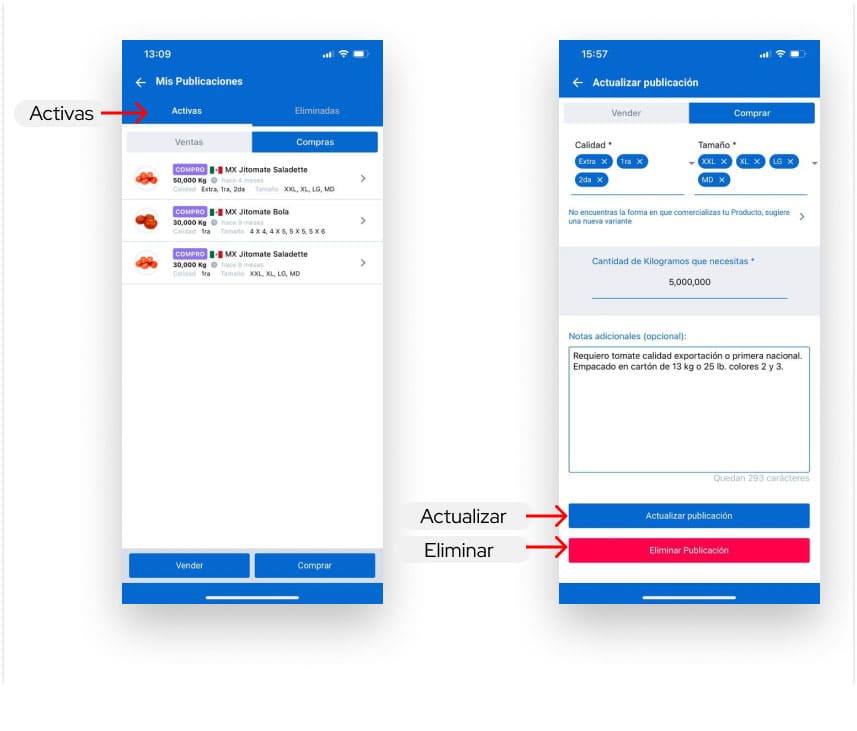 13:09
Mis Publicaciones
Activas
Activas
Eliminadas
Ventas
Compras
COMPRO MX Jitomate Saladette
50,000 Kg hace 4 meses
Calidad Extra, 1ra, 2da Tamaño XXL, XL, LG, MD
COMPRO MX Jitomate Bola
30,000 Kg hace 9 meses
Calidad 1ra Tamaño 4 X 4, 4 X 5, 5 X 5, 5 X 6
COMPRO MX Jitomate Saladette
30,000 Kg hace 9 meses
Calidad 1ra Tamaño XXL, XL, LG, MD
Vender
Comprar
15:57
Actualizar publicación
Vender
Comprar
Calidad *
Tamaño *
Extra X 1ra X
XXL X XL X LG X
2da X
MD X
No encuentras la forma en que comercializas tu Producto, sugiere
una nueva variante
Cantidad de Kilogramos que necesitas *
5,000,000
Notas adicionales (opcional):
Requiero tomate calidad exportación o primera nacional.
Empacado en cartón de 13 kg o 25 lb. colores 2 y 3.
Quedan 293 carácteres
Actualizar
Actualizar publicación
Eliminar
Eliminar Publicación